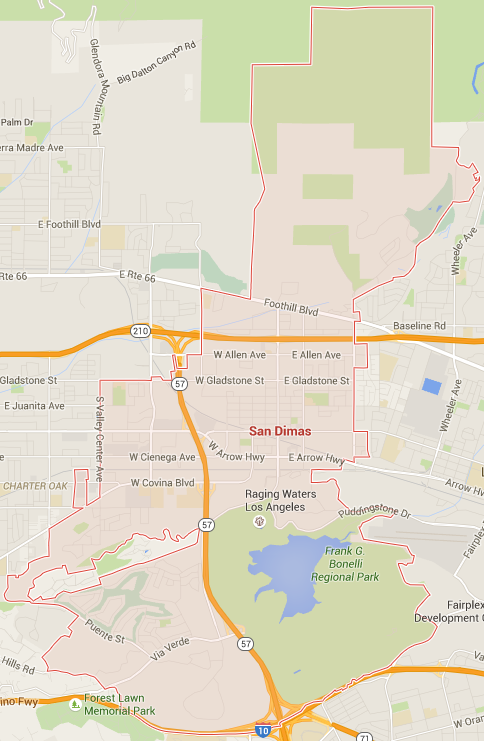 Glendora Mountain Rd
Big Dalton Canyon Rd
Palm Dr
erra Madre Ave
E Foothill Blvd
Wheeler Ave
Rte 66
E Rte 66
Foothill Blvd
210
Baseline Rd
W Allen Ave
E Allen Ave
Gladstone St
57
W Gladstone St
E Gladstone St
E Juanita Ave
S Valley Center Ave
Wheeler Ave
San Dimas
W Cienega Ave
W Arrow Hwy
E Arrow Hwy
CHARTER OAK
W Covina Blvd
Arrow Hwy
Raging Waters
Los Angeles
Puddingstone Dr
57
Fairplex
Frank G.
Bonelli
Regional Park
Fairplex
Development C
Puente St
Via Verde
57
Hills Rd
Va
ino Fwy
Forest Lawn
Memorial Park
10
71
W Oran